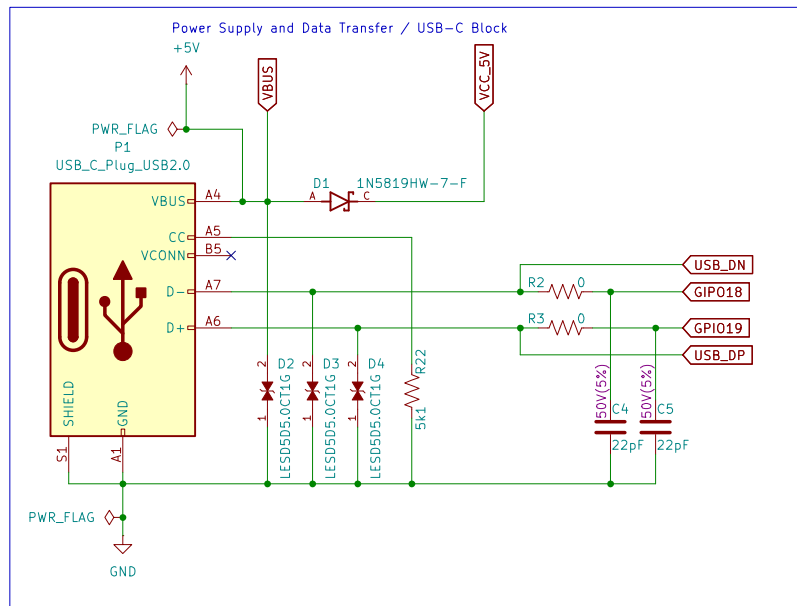 Power Supply and Data Transfer / USB-C Block
+5V
VBUS
VCC_5V
PWR_FLAG
P1
USB_C_Plug_USB2.0
D1
1N5819HW-7-F
A
C
VBUS
A4
CC
A5
VCONN
B5
D-
A7
D+
A6
SHIELD
GND
S1
A1
USB_DN
R2
0
GIPO18
R3
0
GPIO19
USB_DP
2
D2
1
LESD5D5.0CT1G
2
D3
1
LESD5D5.0CT1G
2
D4
1
LESD5D5.0CT1G
R22
5k1
50V(5%)
C4
22pF
50V(5%)
C5
22pF
PWR_FLAG
GND